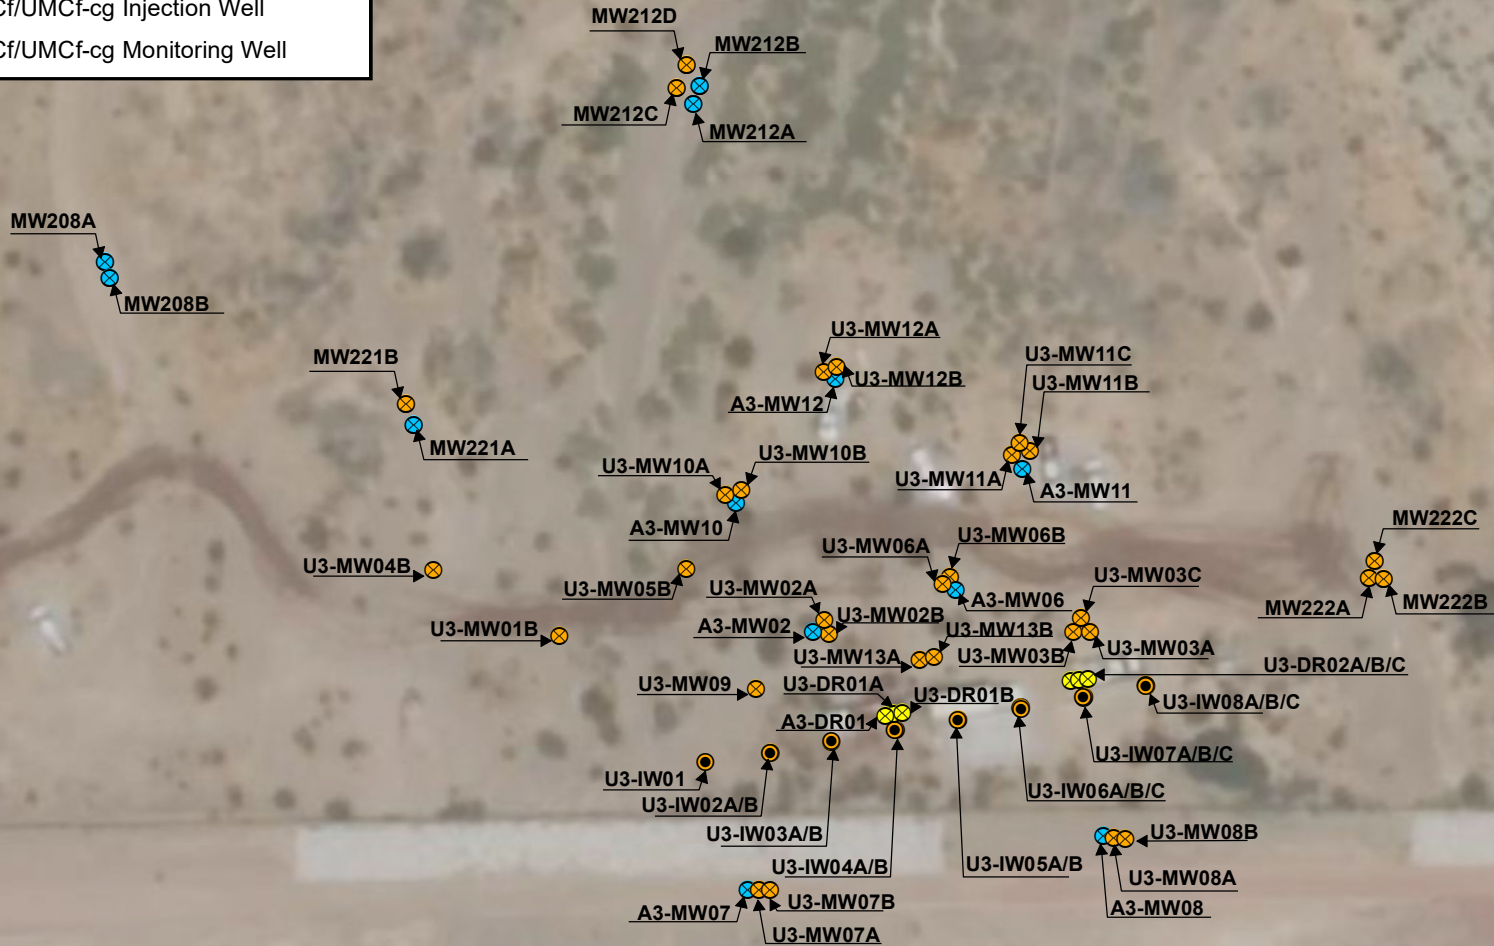 Cf/UMCf-cg Injection Well
Cf/UMCf-cg Monitoring Well
MW212D
MW212B
MW212C
MW212A
MW208A
MW208B
U3-MW12A
MW221B
U3-MW11C
U3-MW12B
U3-MW11B
A3-MW12
MW221A
U3-MW10B
U3-MW10A
U3-MW11A
A3-MW11
MW222C
A3-MW10
U3-MW06B
U3-MW06A
U3-MW04B
U3-MW03C
U3-MW05B
U3-MW02A
A3-MW06
MW222A
MW222B
U3-MW02B
U3-MW01B
A3-MW02
U3-MW13B
U3-MW03A
U3-MW13A
U3-MW03B
U3-DR02A/B/C
U3-MW09
U3-DR01A
U3-DR01B
U3-IW08A/B/C
A3-DR01
U3-IW07A/B/C
U3-IW01
U3-IW06A/B/C
U3-IW02A/B
U3-IW03A/B
U3-MW08B
U3-IW04A/B
U3-IW05A/B
U3-MW08A
U3-MW07B
A3-MW08
A3-MW07
U3-MW07A